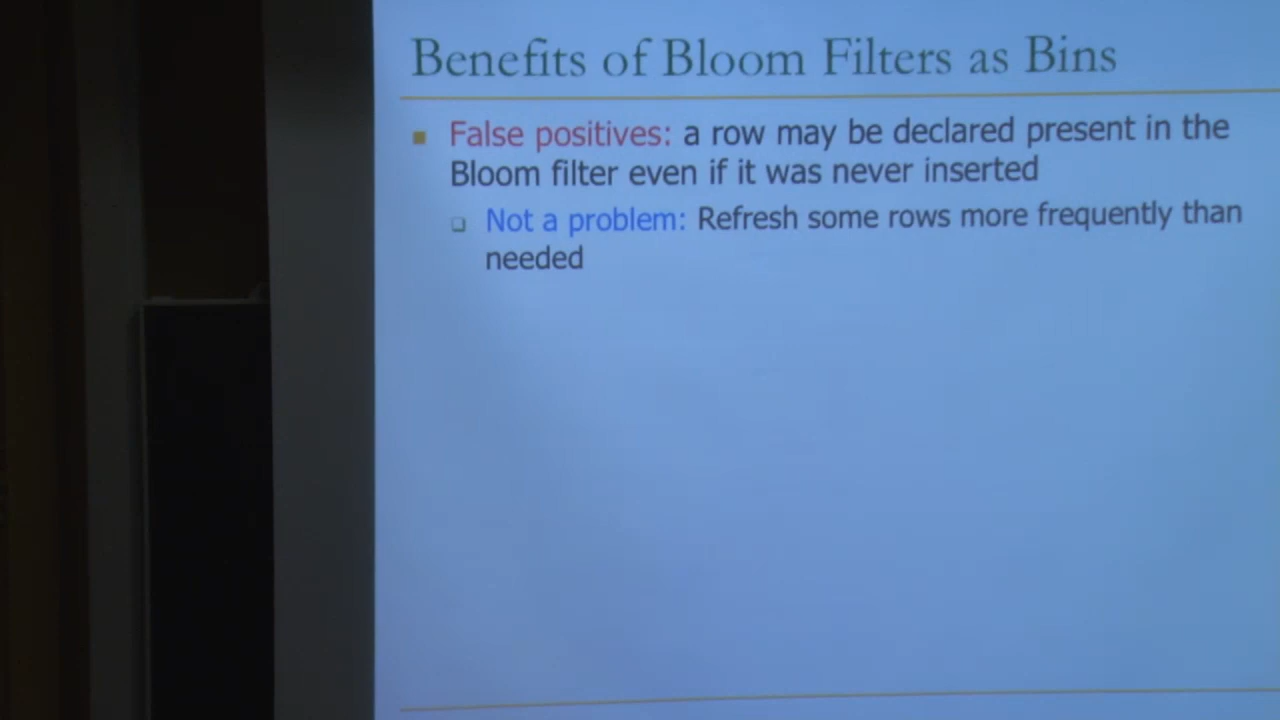 Benefits of Bloom Filters as Bins
False positives: a row may be declared present in the
Bloom filter even if it was never inserted
Not a problem: Refresh some rows more frequently than
needed